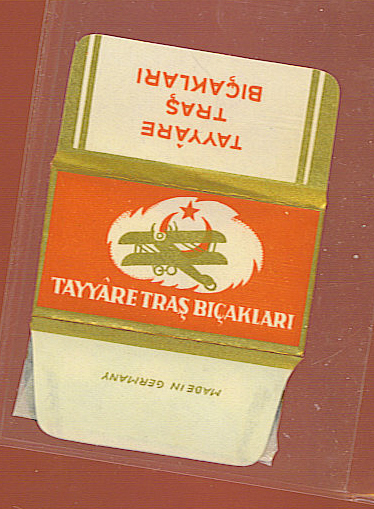 TAYYÂRE
TRAŞ
BIÇAKLARI
TAYYÂRE TRAŞ BIÇAKLARI
MADE IN GERMANY